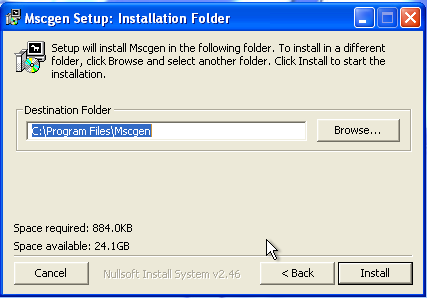 Mscgen Setup: Installation Folder
Setup will install Mscgen in the following folder. To install in a different
folder, click Browse and select another folder. Click Install to start the
installation.
Destination Folder
C:\Program Files\Mscgen
Browse...
Space required: 884.0KB
Space available: 24.1GB
Cancel
Nullsoft Install System v2.46
< Back
Install